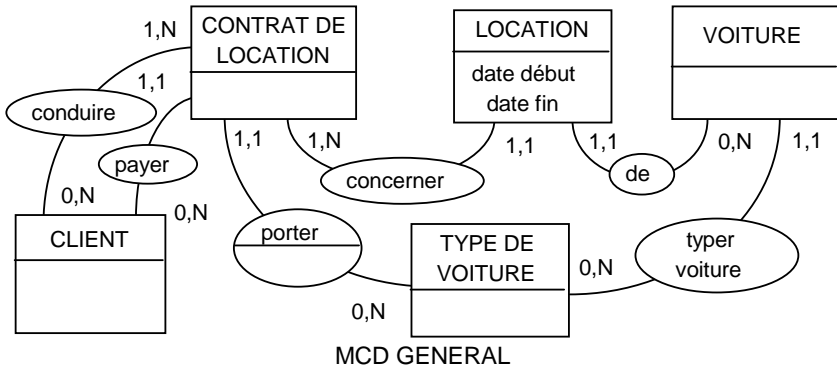 CONTRAT DE
LOCATION
LOCATION
date début
date fin
VOITURE
1,N
1,1
conduire
payer
1,1
1,N
concerner
1,1
1,1
de
0,N
1,1
0,N
0,N
CLIENT
porter
TYPE DE
VOITURE
0,N
0,N
typer
voiture
MCD GENERAL